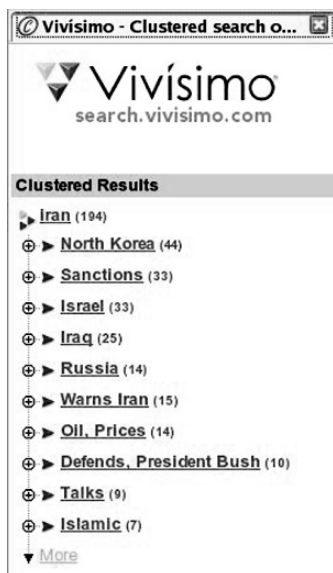 Vivísimo - Clustered search o...
Vivísimo
search.vivisimo.com
Clustered Results
iran (194)
North Korea (44)
Sanctions (33)
Israel (33)
Iraq (25)
Russia (14)
Warns Iran (15)
Oil, Prices (14)
Defends, President Bush (10)
Talks (9)
Islamic (7)
More